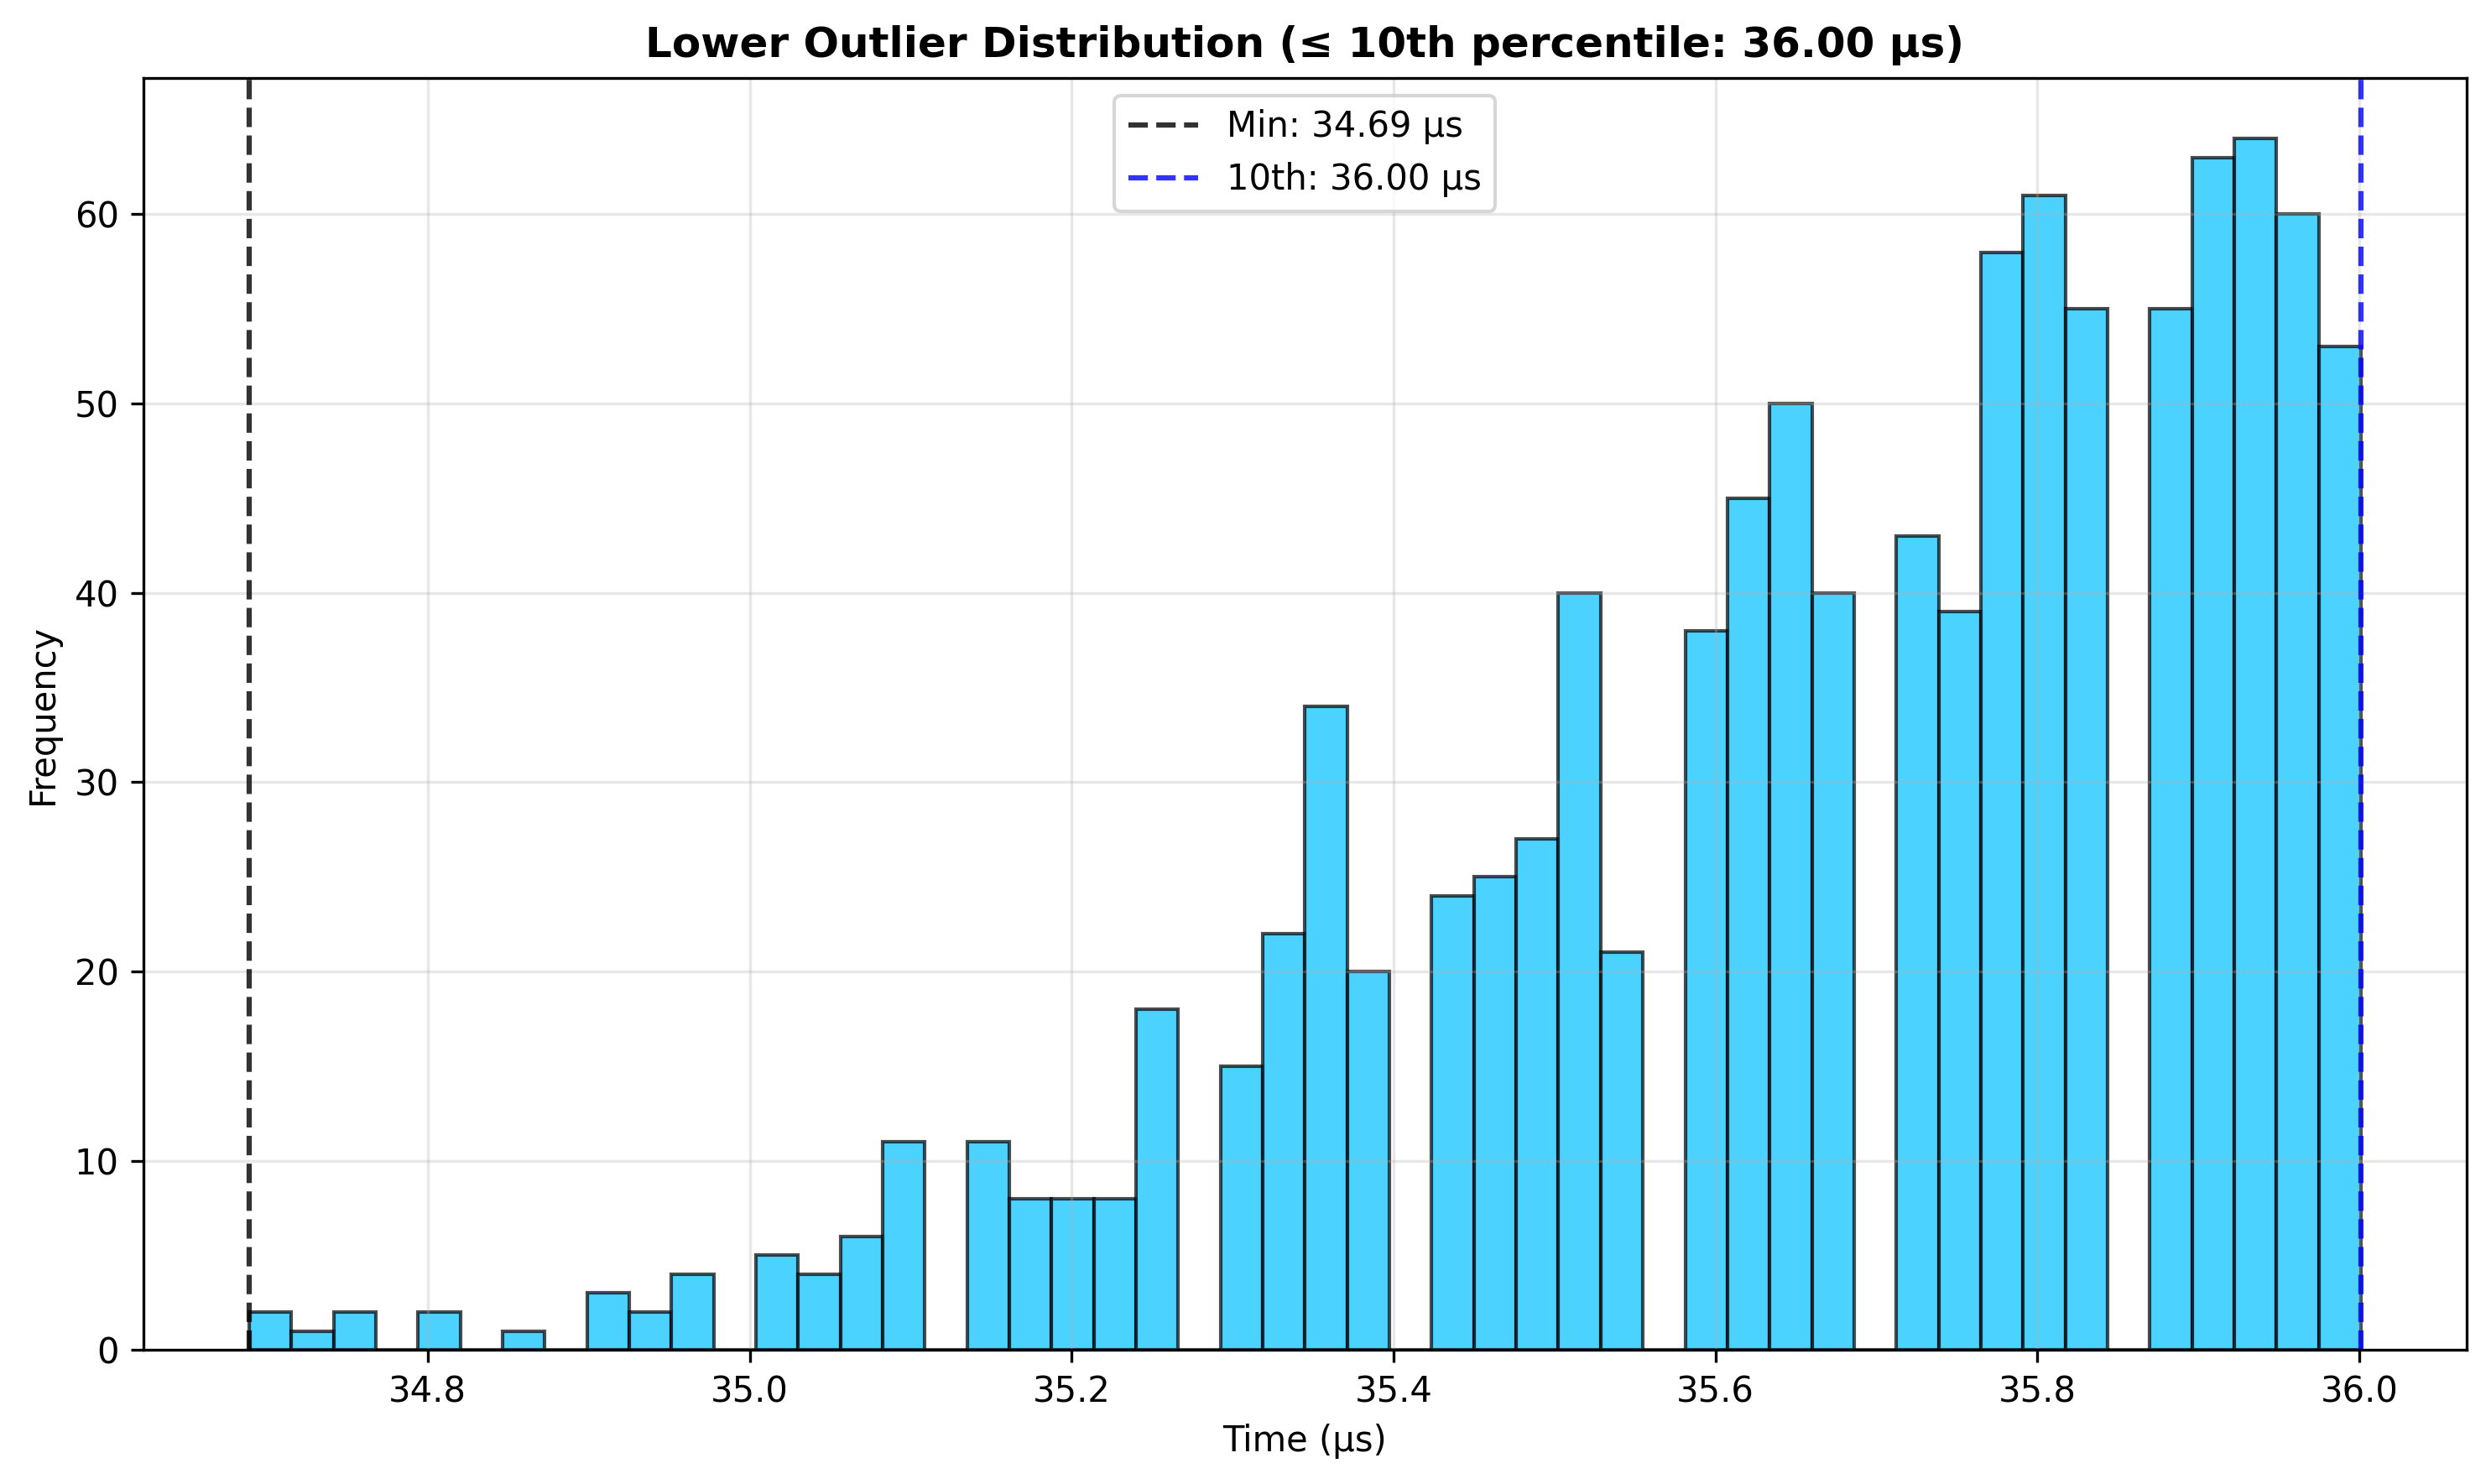 Lower Outlier Distribution (≤ 10th percentile: 36.00 µs)
Min: 34.69 µs
10th: 36.00 µs
Frequency
60
50
40
30
20
10
0
34.8 35.0 35.2 35.4 35.6 35.8 36.0
Time (µs)